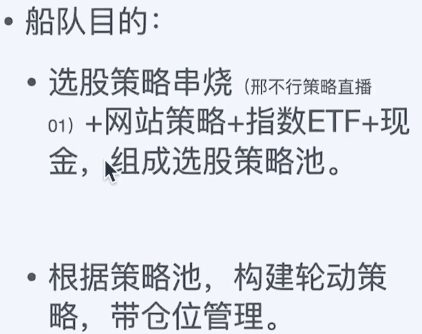 • 船队目的：
• 选股策略串烧（邢不行策略直播
01）+网站策略+指数ETF+现
金，组成选股策略池。
• 根据策略池，构建轮动策
略，带仓位管理。